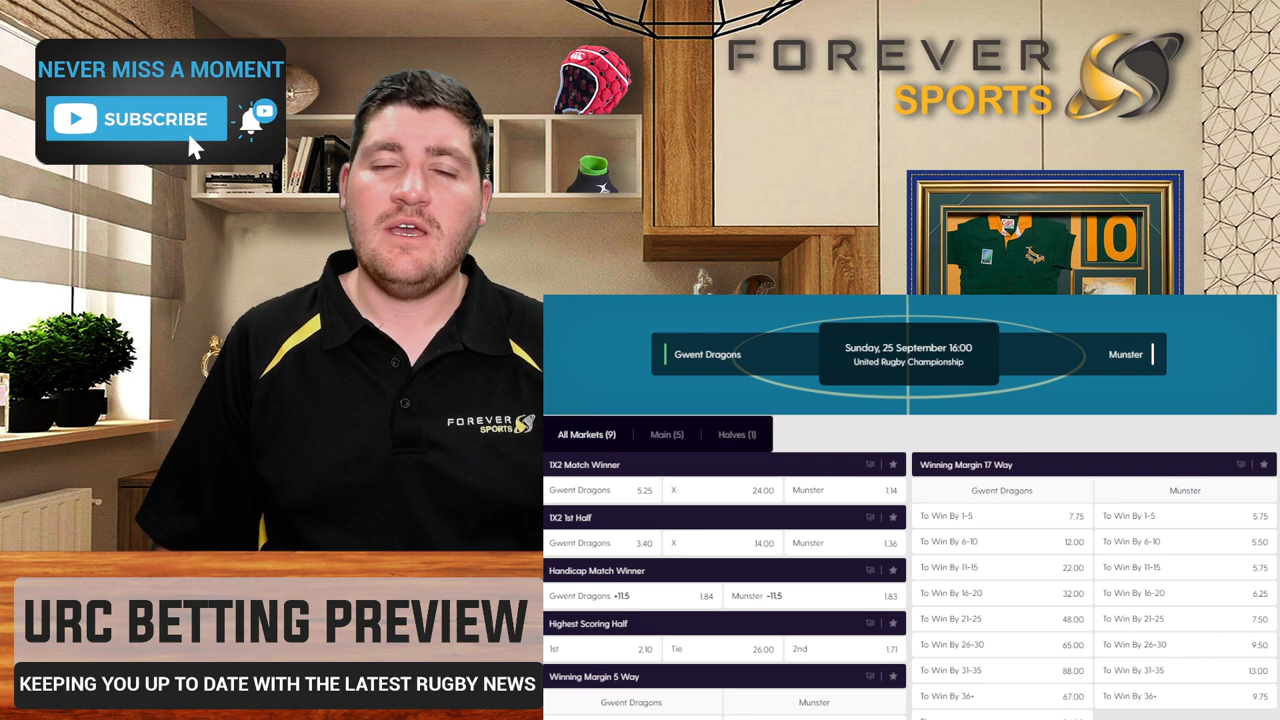 NEVER MISS A MOMENT
SUBSCRIBE
FOREVER
SPORTS
10
FOREVER
SPORTS
Gwent Dragons
Sunday, 25 September 16:00
United Rugby Championship
Munster
All Markets (9) Main (5) Halves (1)
1X2 Match Winner
Gwent Dragons 5.25 X 24.00 Munster 1.14
1X2 1st Half
Gwent Dragons 3.40 X 14.00 Munster 1.36
Handicap Match Winner
Gwent Dragons +11.5 1.84 Munster -11.5 1.83
Highest Scoring Half
1st 2.10 Tie 26.00 2nd 1.71
Winning Margin 5 Way
Gwent Dragons Munster
Winning Margin 17 Way
Gwent Dragons Munster
To Win By 1-5 7.75 To Win By 1-5 5.75
To Win By 6-10 12.00 To Win By 6-10 5.50
To Win By 11-15 22.00 To Win By 11-15 5.75
To Win By 16-20 32.00 To Win By 16-20 6.25
To Win By 21-25 48.00 To Win By 21-25 7.50
To Win By 26-30 65.00 To Win By 26-30 9.50
To Win By 31-35 88.00 To Win By 31-35 13.00
To Win By 36+ 67.00 To Win By 36+ 9.75
URC BETTING PREVIEW
KEEPING YOU UP TO DATE WITH THE LATEST RUGBY NEWS